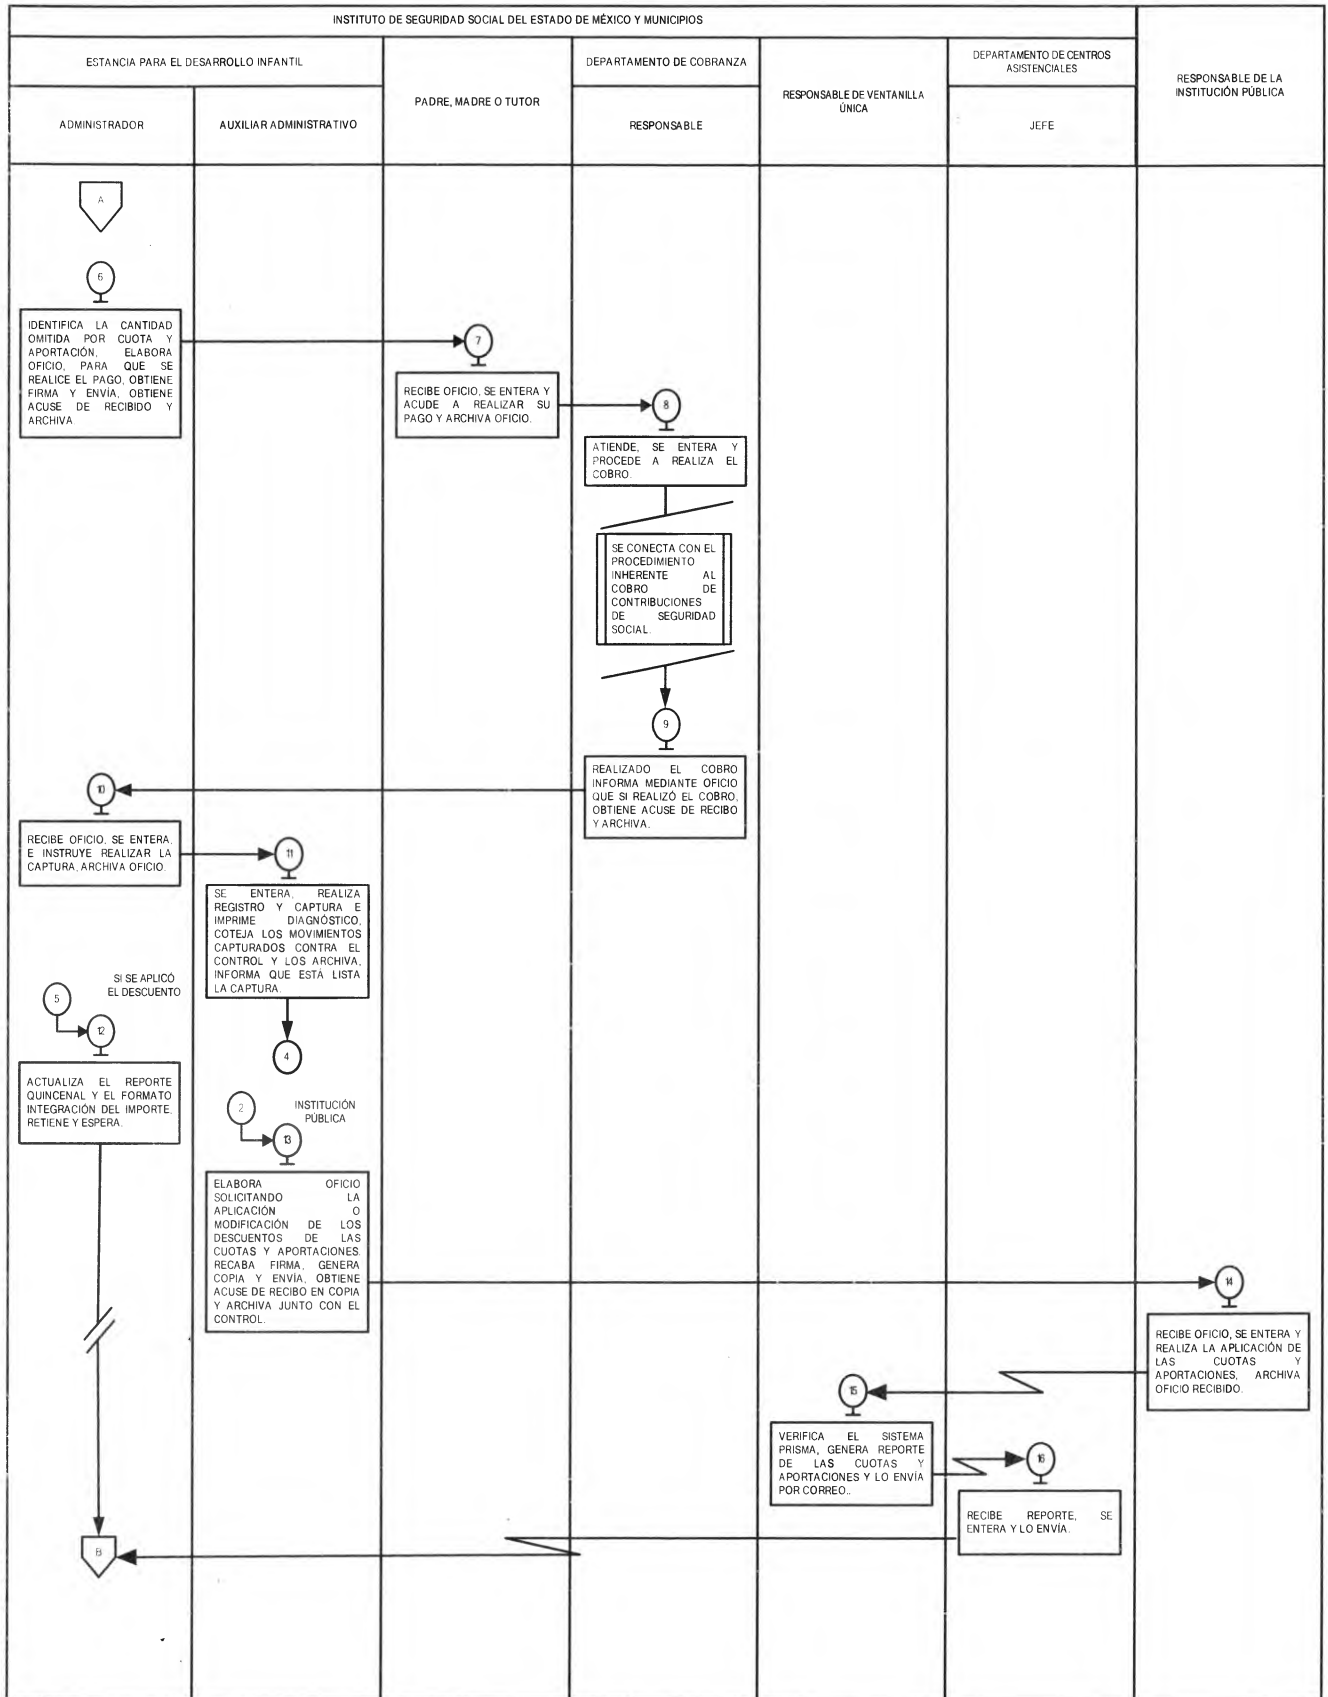 INSTITUTO DE SEGURIDAD SOCIAL DEL ESTADO DE MÉXICO Y MUNICIPIOS
ESTANCIA PARA EL DESARROLLO INFANTIL
ADMINISTRADOR
AUXILIAR ADMINISTRATIVO
PADRE, MADRE O TUTOR
DEPARTAMENTO DE COBRANZA
RESPONSABLE
RESPONSABLE DE VENTANILLA
ÚNICA
DEPARTAMENTO DE CENTROS
ASISTENCIALES
JEFE
RESPONSABLE DE LA
INSTITUCIÓN PÚBLICA
A
6
IDENTIFICA LA CANTIDAD
OMITIDA POR CUOTA Y
APORTACIÓN, ELABORA
OFICIO, PARA QUE SE
REALICE EL PAGO, OBTIENE
FIRMA Y ENVÍA, OBTIENE
ACUSE DE RECIBIDO Y
ARCHIVA
7
RECIBE OFICIO, SE ENTERA Y
ACUDE A REALIZAR SU
PAGO Y ARCHIVA OFICIO.
8
ATIENDE, SE ENTERA Y
PROCEDE A REALIZA EL
COBRO.
SE CONECTA CON EL
PROCEDIMIENTO
INHERENTE AL
COBRO DE
CONTRIBUCIONES
DE SEGURIDAD
SOCIAL.
9
REALIZADO EL COBRO
INFORMA MEDIANTE OFICIO
QUE SI REALIZÓ EL COBRO,
OBTIENE ACUSE DE RECIBO
Y ARCHIVA.
10
RECIBE OFICIO, SE ENTERA,
E INSTRUYE REALIZAR LA
CAPTURA, ARCHIVA OFICIO.
11
SE ENTERA, REALIZA
REGISTRO Y CAPTURA E
IMPRIME DIAGNÓSTICO,
COTEJA LOS MOVIMIENTOS
CAPTURADOS CONTRA EL
CONTROL Y LOS ARCHIVA,
INFORMA QUE ESTÁ LISTA
LA CAPTURA.
4
SI SE APLICÓ
EL DESCUENTO
5
12
ACTUALIZA EL REPORTE
QUINCENAL Y EL FORMATO
INTEGRACIÓN DEL IMPORTE.
RETIENE Y ESPERA.
2
INSTITUCIÓN
PÚBLICA
13
ELABORA OFICIO
SOLICITANDO LA
APLICACIÓN O
MODIFICACIÓN DE LOS
DESCUENTOS DE LAS
CUOTAS Y APORTACIONES.
RECABA FIRMA, GENERA
COPIA Y ENVÍA, OBTIENE
ACUSE DE RECIBO EN COPIA
Y ARCHIVA JUNTO CON EL
CONTROL.
14
RECIBE OFICIO, SE ENTERA Y
REALIZA LA APLICACIÓN DE
LAS CUOTAS Y
APORTACIONES, ARCHIVA
OFICIO RECIBIDO.
15
VERIFICA EL SISTEMA
PRISMA, GENERA REPORTE
DE LAS CUOTAS Y
APORTACIONES Y LO ENVÍA
POR CORREO..
16
RECIBE REPORTE, SE
ENTERA Y LO ENVÍA.
B